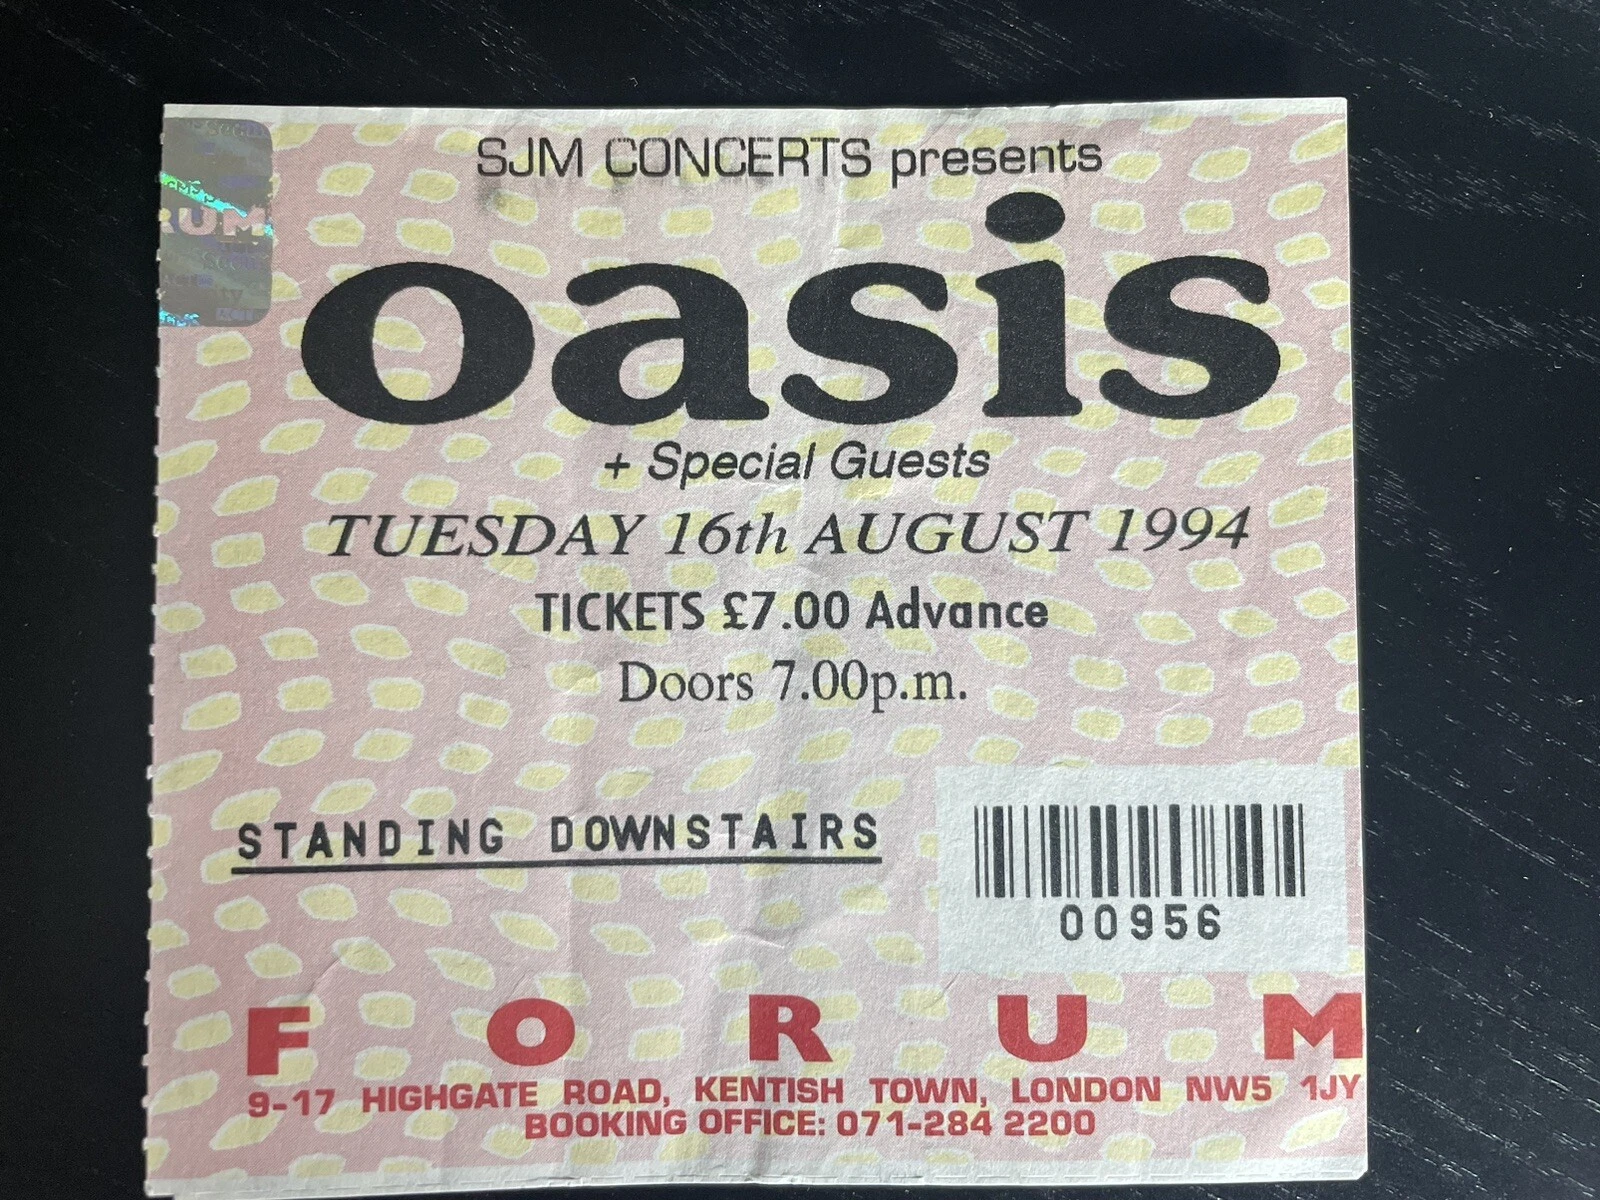 SJM CONCERTS presents
oasis
+ Special Guests
TUESDAY 16th AUGUST 1994
TICKETS £7.00 Advance
Doors 7.00p.m.
STANDING DOWNSTAIRS
00956
FORUM
9-17 HIGHGATE ROAD, KENTISH TOWN, LONDON NW5 1JY
BOOKING OFFICE: 071-284 2200